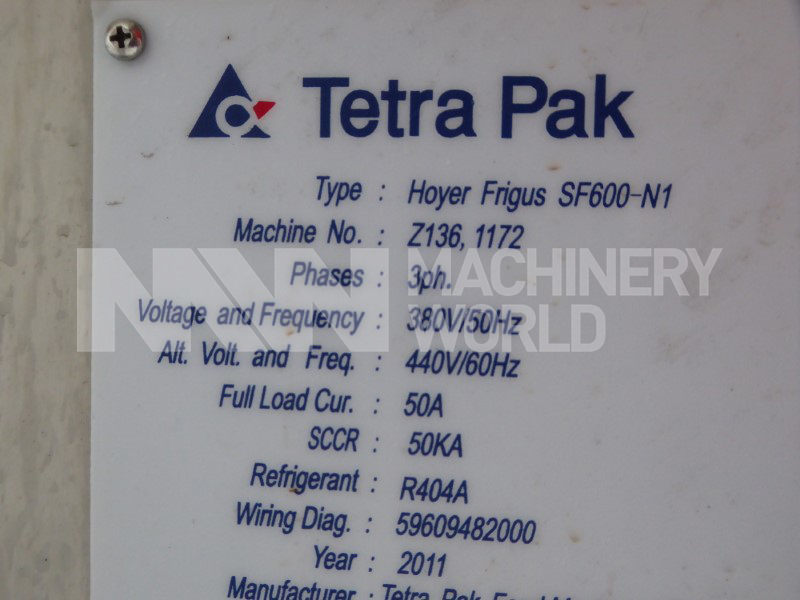 Tetra Pak
Type : Hoyer Frigus SF600-N1
Machine No. : Z136, 1172
Phases : 3ph.
Voltage and Frequency : 380V/50Hz
Alt. Volt. and Freq. : 440V/60Hz
Full Load Cur. : 50A
SCCR : 50KA
Refrigerant : R404A
Wiring Diag. : 59609482000
Year : 2011
Manufacturer : Tetra Pak
MACHINERY
WORLD